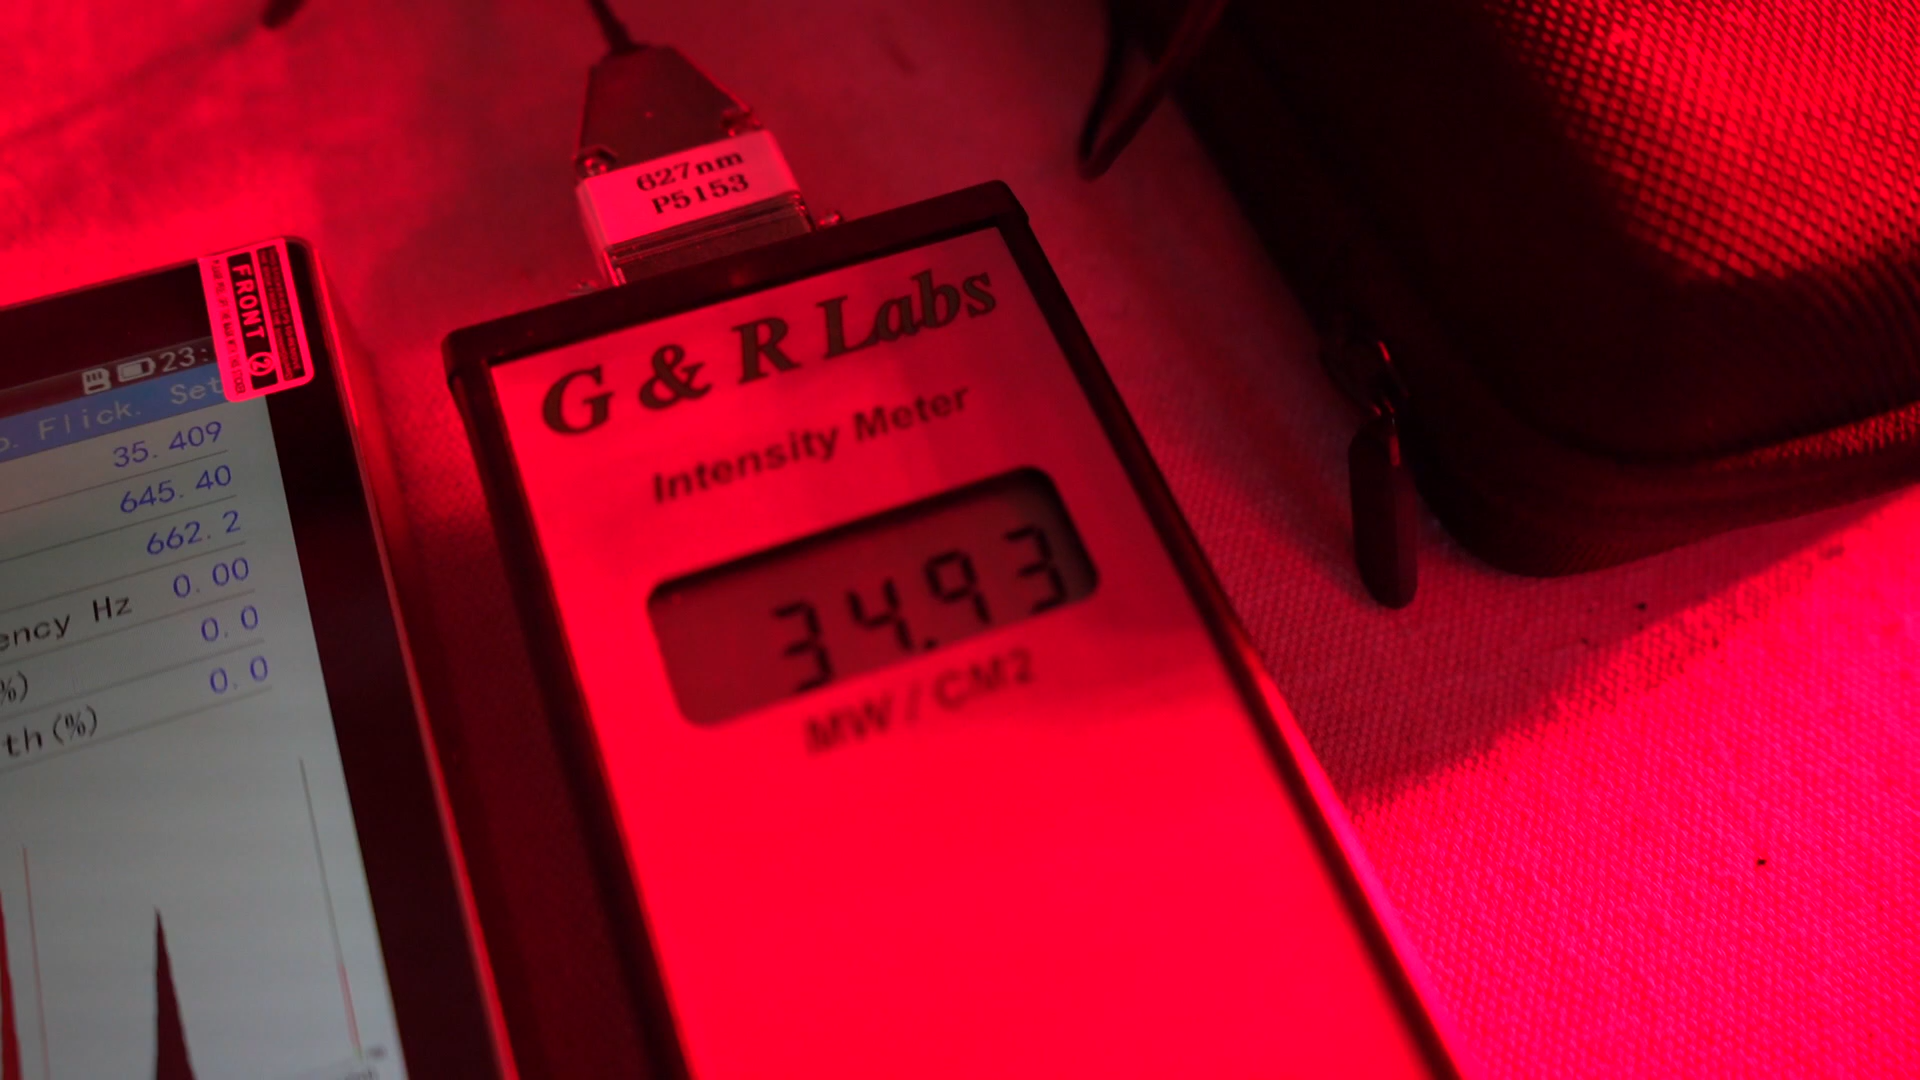 627nm
P5153
G & R Labs
Intensity Meter
34.93
MW/CM2
FRONT
2
23:
Flick. Set
35.409
645.40
662.2
ency Hz 0.00
%) 0.0
th(%) 0.0